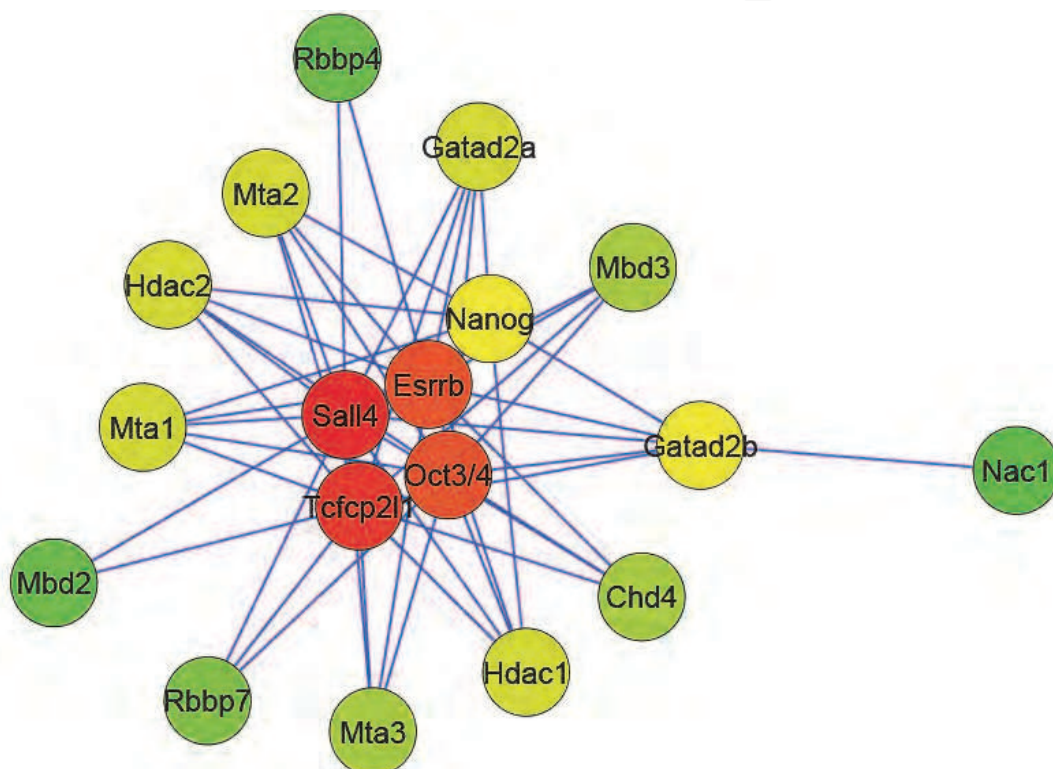 Rbbp4
Gatad2a
Mta2
Mbd3
Hdac2
Nanog
Esrrb
Sall4
Mta1
Gatad2b
Oct3/4
Nac1
Tcfcp2l1
Mbd2
Chd4
Hdac1
Rbbp7
Mta3